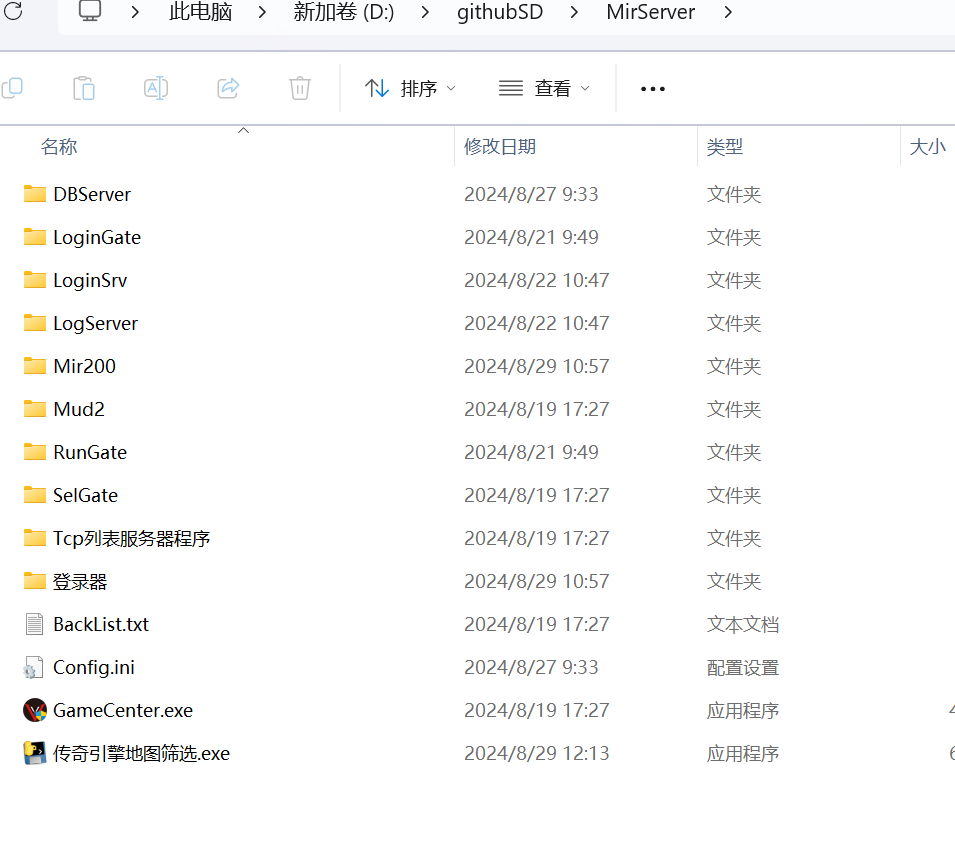 此电脑 新加卷 (D:) githubSD MirServer
排序 查看
名称 修改日期 类型 大小
DBServer 2024/8/27 9:33 文件夹
LoginGate 2024/8/21 9:49 文件夹
LoginSrv 2024/8/22 10:47 文件夹
LogServer 2024/8/22 10:47 文件夹
Mir200 2024/8/29 10:57 文件夹
Mud2 2024/8/19 17:27 文件夹
RunGate 2024/8/21 9:49 文件夹
SelGate 2024/8/19 17:27 文件夹
Tcp列表服务器程序 2024/8/19 17:27 文件夹
登录器 2024/8/29 10:57 文件夹
BackList.txt 2024/8/19 17:27 文本文档
Config.ini 2024/8/27 9:33 配置设置
GameCenter.exe 2024/8/19 17:27 应用程序
传奇引擎地图筛选.exe 2024/8/29 12:13 应用程序